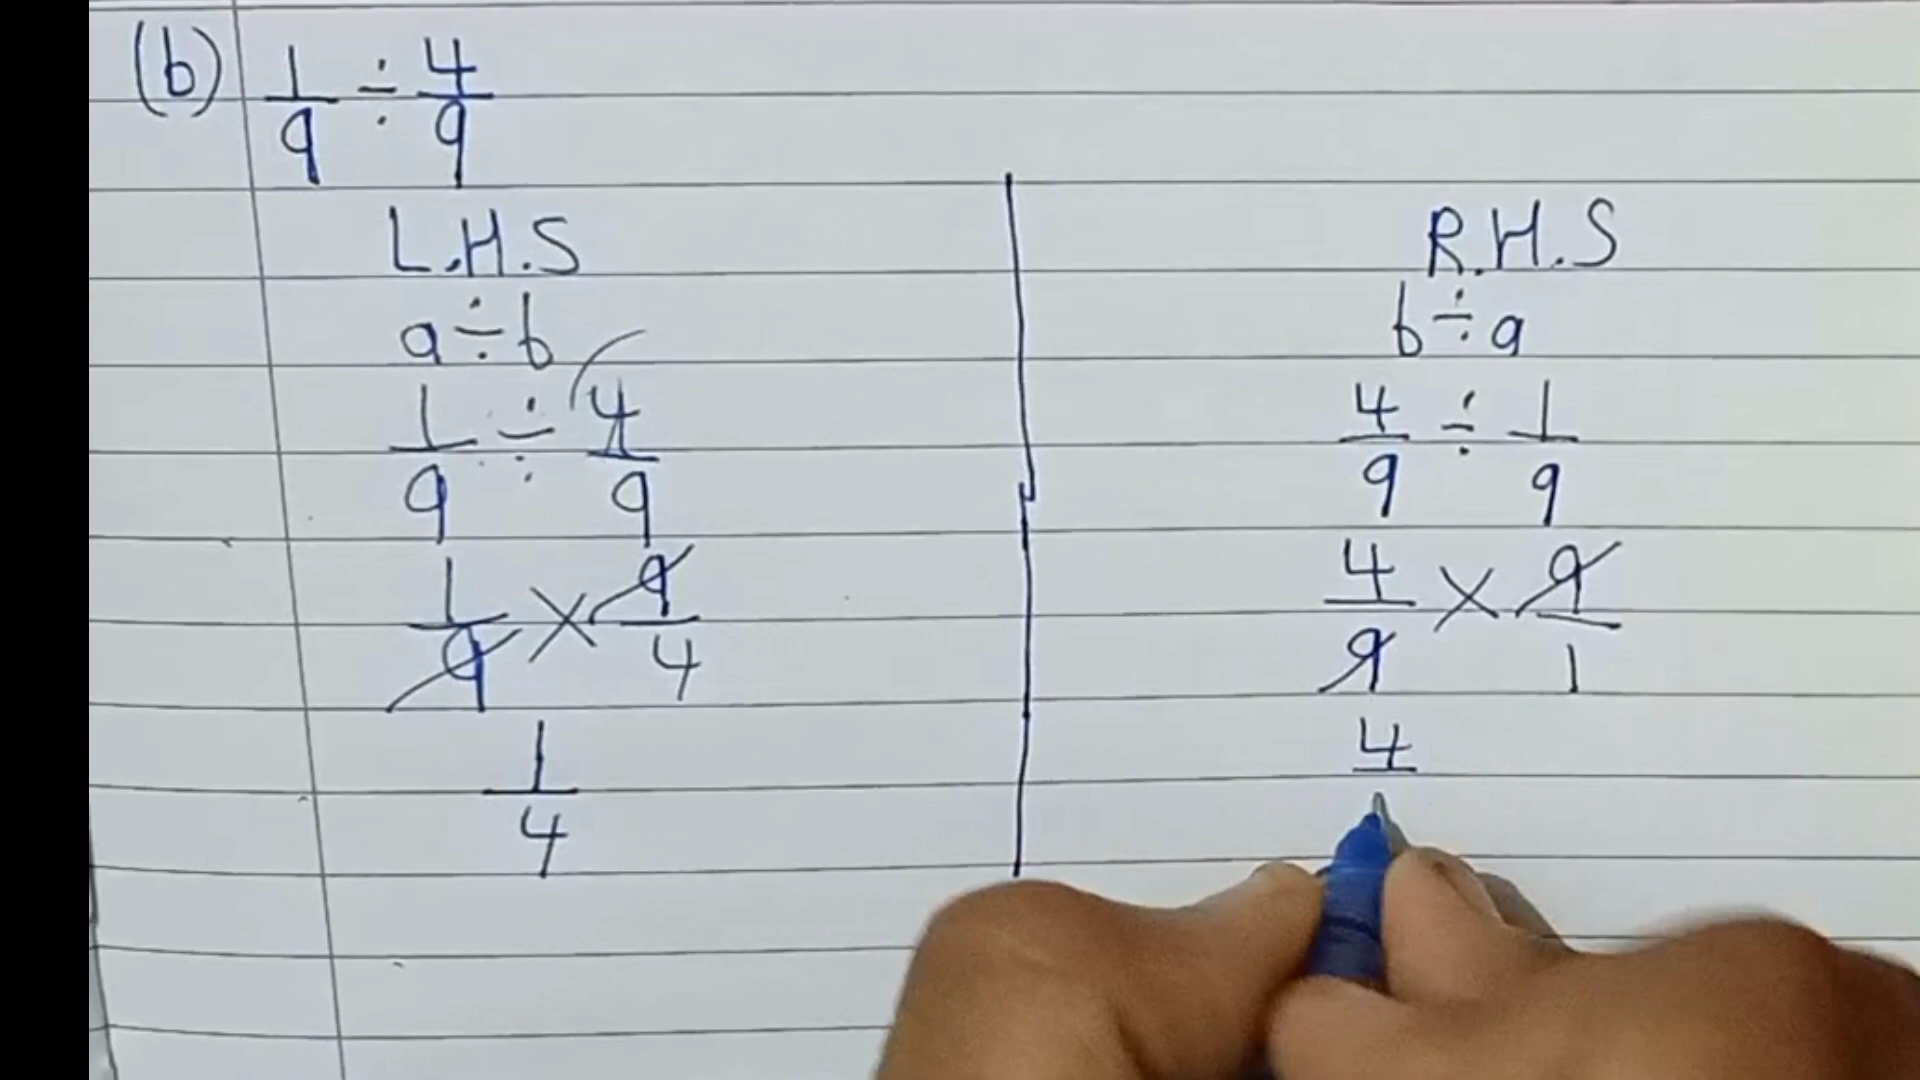 (b) 1/9 ÷ 4/9
L.H.S
a ÷ b
1/9 ÷ 4/9
1/9 × 9/4
1/4
R.H.S
b ÷ a
4/9 ÷ 1/9
4/9 × 9/1
4/